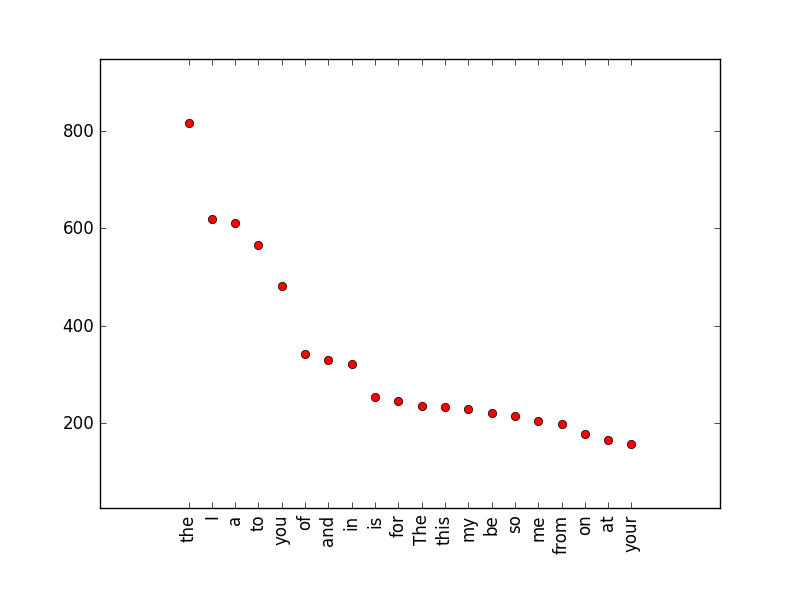 800
600
400
200
the
I
a
to
you
of
and
in
is
for
The
this
my
be
so
me
from
on
at
your